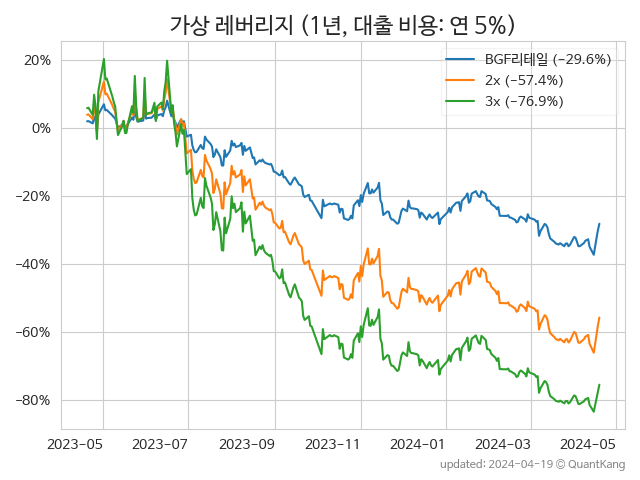 가상 레버리지 (1년, 대출 비용: 연 5%)
BGF리테일 (−29.6%)
2x (−57.4%)
3x (−76.9%)
20%
0%
−20%
−40%
−60%
−80%
2023-05 2023-07 2023-09 2023-11 2024-01 2024-03 2024-05
updated: 2024-04-19 © QuantKang